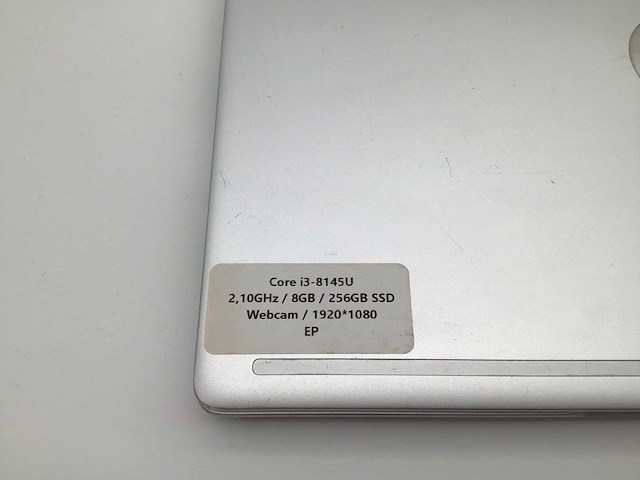 Core i3-8145U
2,10GHz / 8GB / 256GB SSD
Webcam / 1920*1080
EP